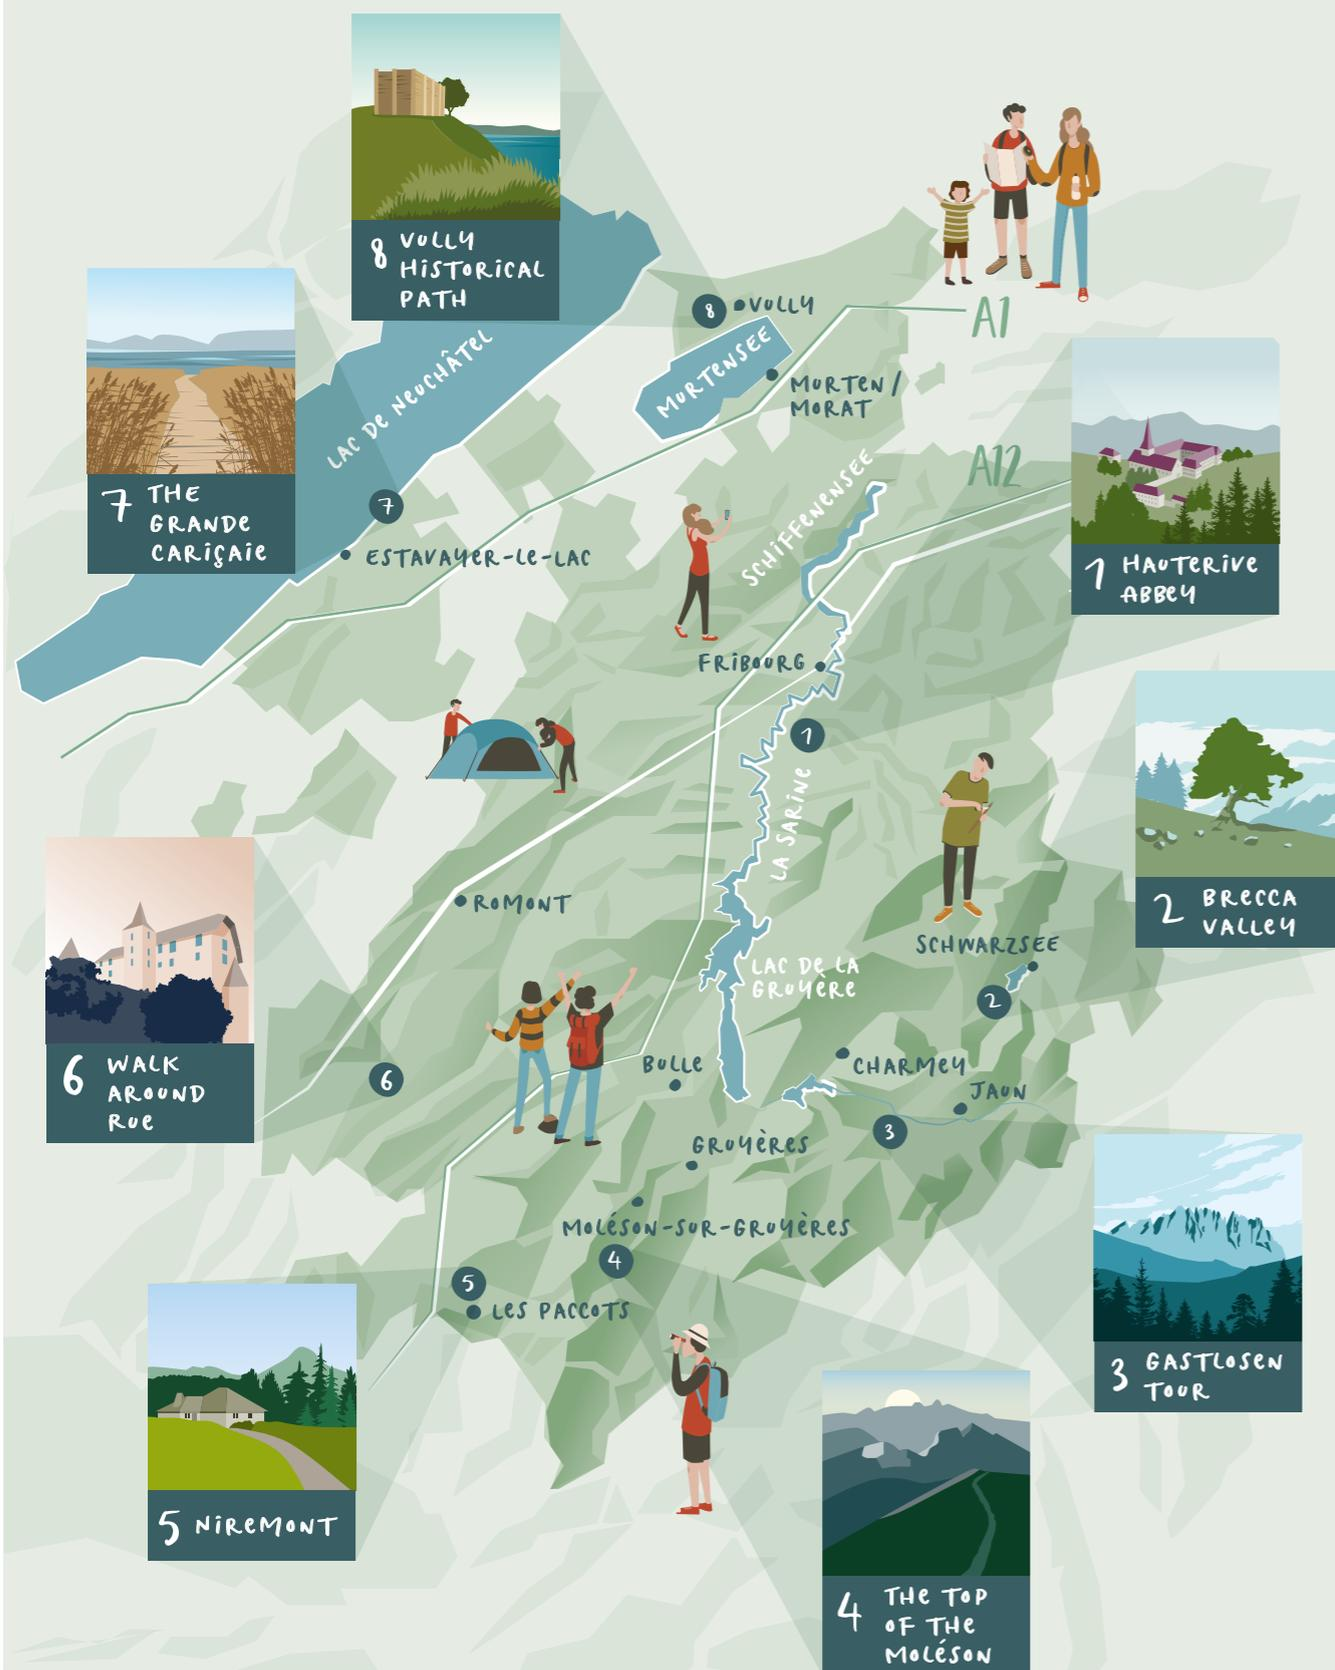 8 VULLY
HISTORICAL
PATH
LAC DE NEUCHÂTEL
8 VULLY
MURTENSEE
A1
MURTEN/
MORAT
7 THE
GRANDE
CARIÇAIE
7
ESTAVAYER-LE-LAC
A12
SCHIFFENENSEE
1 HAUTERIVE
ABBEY
FRIBOURG
1
LA SARINE
2 BRECCA
VALLEY
ROMONT
SCHWARZSEE
2
LAC DE LA
GRUYÈRE
6 WALK
AROUND
RUE
6
BULLE
CHARMEY
JAUN
3
GRUYÈRES
MOLÉSON-SUR-GRUYÈRES
4
5
LES PACCOTS
3 GASTLOSEN
TOUR
5 NIREMONT
4 THE TOP
OF THE
MOLÉSON